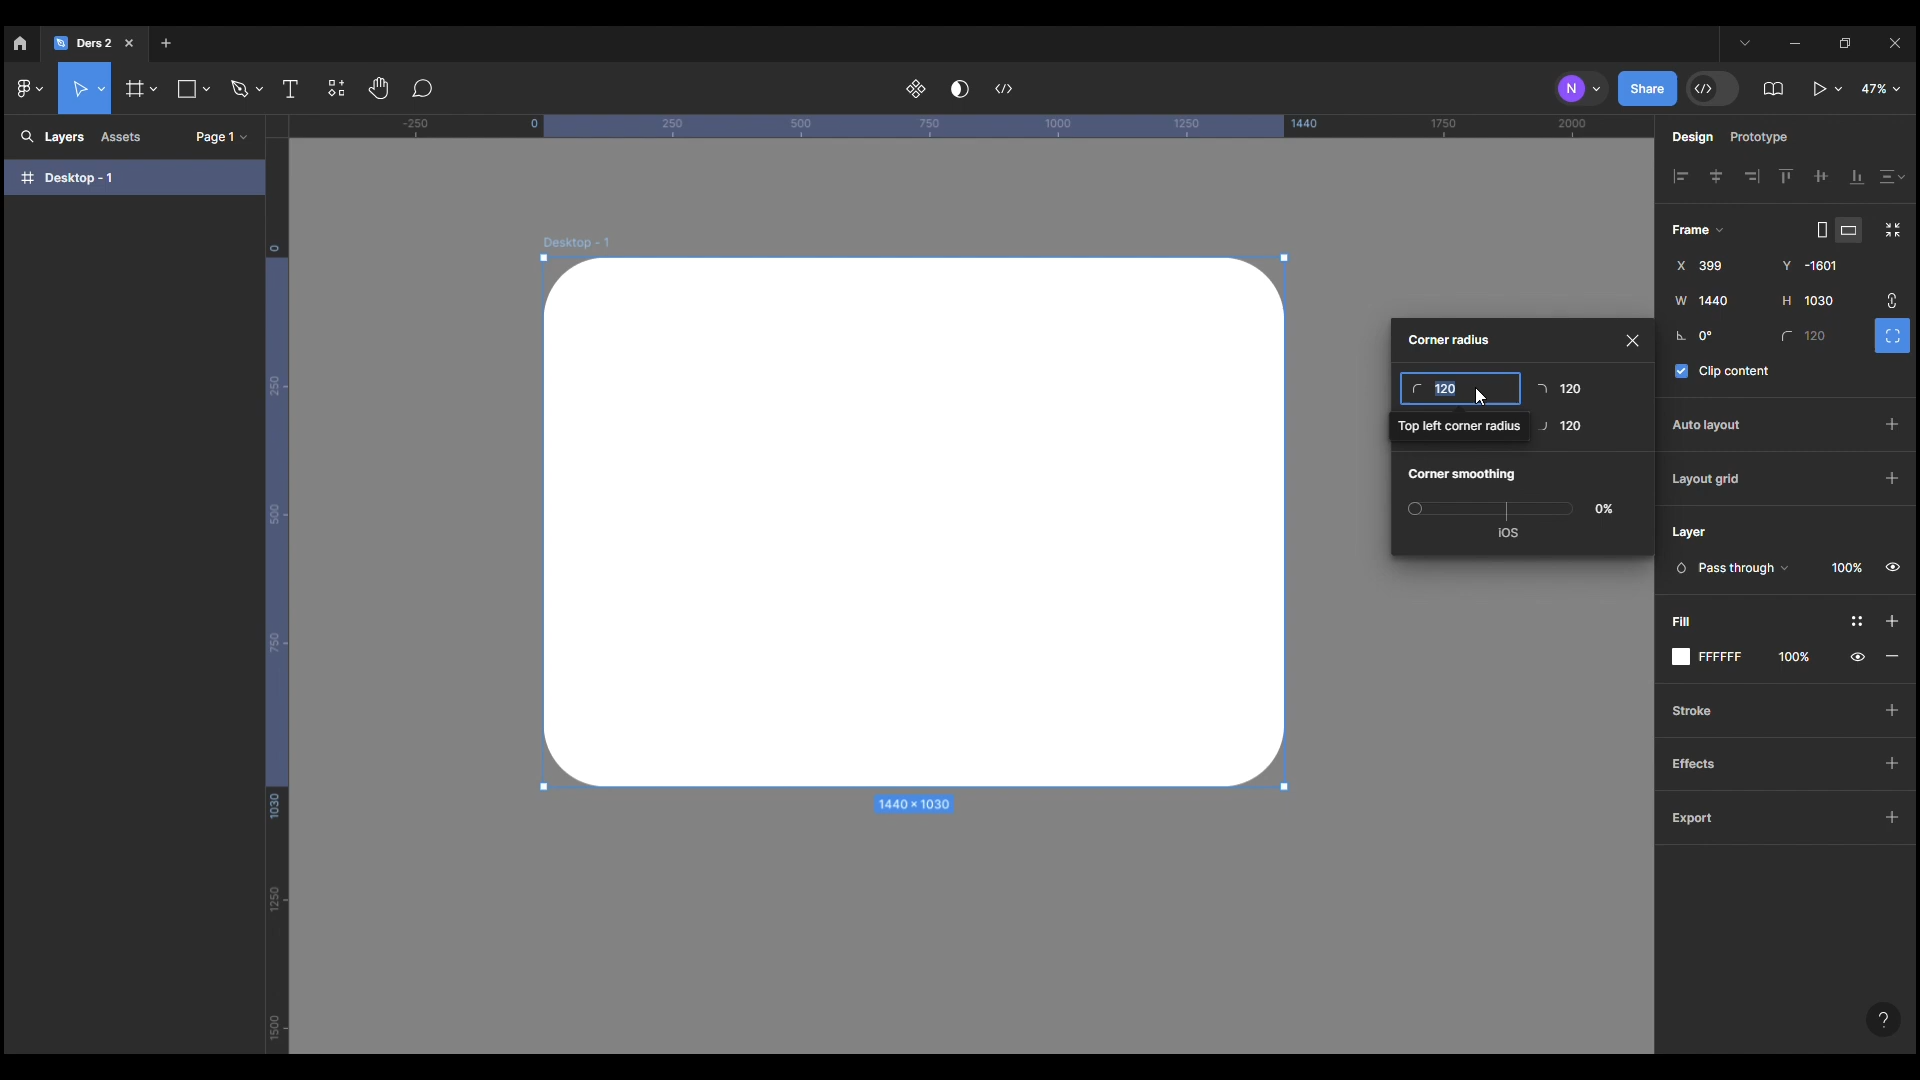 Ders 2
N
Share
47%
Layers Assets Page 1
Desktop - 1
-250 0 250 500 750 1000 1250 1440 1750 2000
0
250
500
750
1030
1250
1500
Desktop - 1
1440 × 1030
Corner radius
120 120
Top left corner radius 120
Corner smoothing
0%
iOS
Design Prototype
Frame
X 399 Y -1601
W 1440 H 1030
0° 120
Clip content
Auto layout
Layout grid
Layer
Pass through 100%
Fill
FFFFFF 100%
Stroke
Effects
Export
?